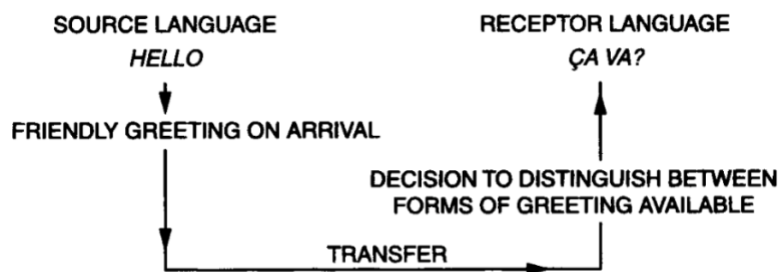 SOURCE LANGUAGE
HELLO
FRIENDLY GREETING ON ARRIVAL
TRANSFER
RECEPTOR LANGUAGE
ÇA VA?
DECISION TO DISTINGUISH BETWEEN
FORMS OF GREETING AVAILABLE